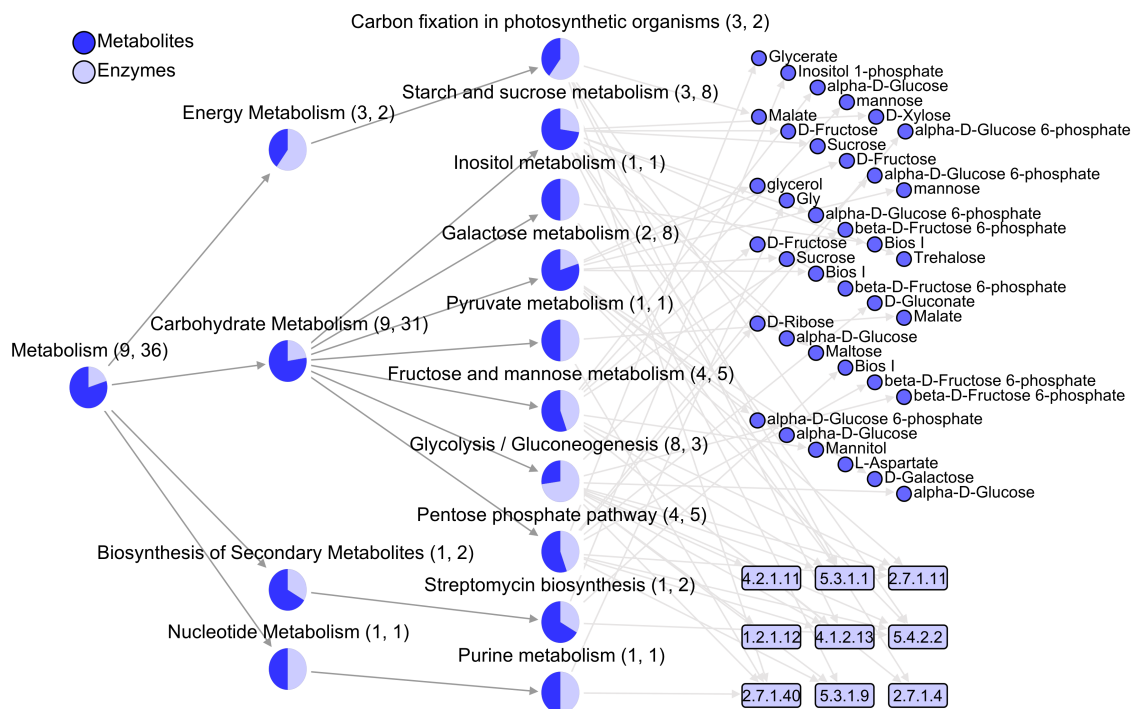 Metabolites
Enzymes
Metabolism (9, 36)
Energy Metabolism (3, 2)
Carbohydrate Metabolism (9, 31)
Biosynthesis of Secondary Metabolites (1, 2)
Nucleotide Metabolism (1, 1)
Carbon fixation in photosynthetic organisms (3, 2)
Starch and sucrose metabolism (3, 8)
Inositol metabolism (1, 1)
Galactose metabolism (2, 8)
Pyruvate metabolism (1, 1)
Fructose and mannose metabolism (4, 5)
Glycolysis / Gluconeogenesis (8, 3)
Pentose phosphate pathway (4, 5)
Streptomycin biosynthesis (1, 2)
Purine metabolism (1, 1)
Glycerate
Inositol 1-phosphate
alpha-D-Glucose
mannose
D-Xylose
alpha-D-Glucose 6-phosphate
Malate
D-Fructose
Sucrose
D-Fructose
alpha-D-Glucose 6-phosphate
mannose
glycerol
Gly
alpha-D-Glucose 6-phosphate
beta-D-Fructose 6-phosphate
Bios I
Trehalose
D-Fructose
Sucrose
Bios I
beta-D-Fructose 6-phosphate
D-Gluconate
Malate
D-Ribose
alpha-D-Glucose
Maltose
Bios I
beta-D-Fructose 6-phosphate
beta-D-Fructose 6-phosphate
alpha-D-Glucose 6-phosphate
alpha-D-Glucose
Mannitol
L-Aspartate
D-Galactose
alpha-D-Glucose
4.2.1.11 5.3.1.1 2.7.1.11
1.2.1.12 4.1.2.13 5.4.2.2
2.7.1.40 5.3.1.9 2.7.1.4